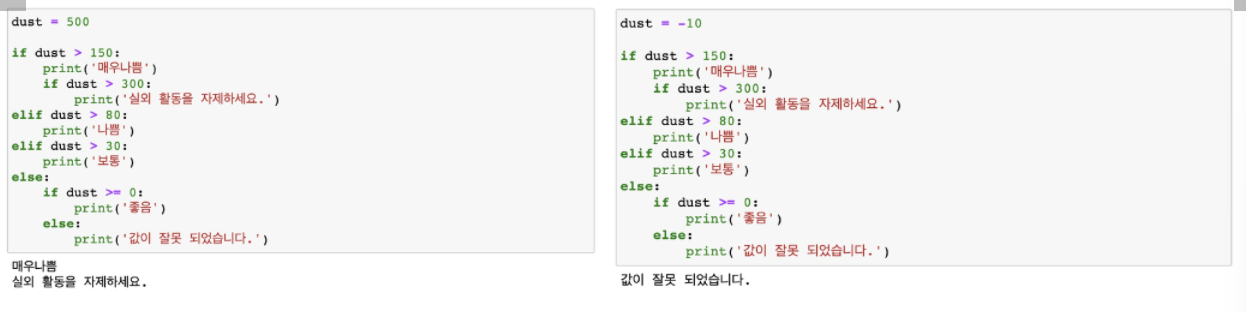 dust = 500

if dust > 150:
    print('매우나쁨')
    if dust > 300:
        print('실외 활동을 자제하세요.')
elif dust > 80:
    print('나쁨')
elif dust > 30:
    print('보통')
else:
    if dust >= 0:
        print('좋음')
    else:
        print('값이 잘못 되었습니다.')
매우나쁨
실외 활동을 자제하세요.
dust = -10

if dust > 150:
    print('매우나쁨')
    if dust > 300:
        print('실외 활동을 자제하세요.')
elif dust > 80:
    print('나쁨')
elif dust > 30:
    print('보통')
else:
    if dust >= 0:
        print('좋음')
    else:
        print('값이 잘못 되었습니다.')
값이 잘못 되었습니다.